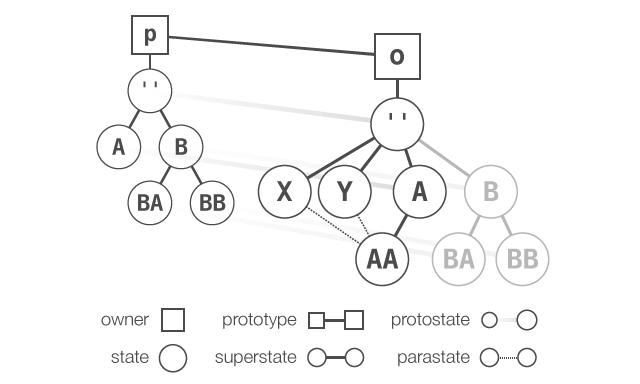 p
o
' '
' '
A
B
X
Y
A
B
BA
BB
AA
BA
BB
owner
prototype
protostate
state
superstate
parastate